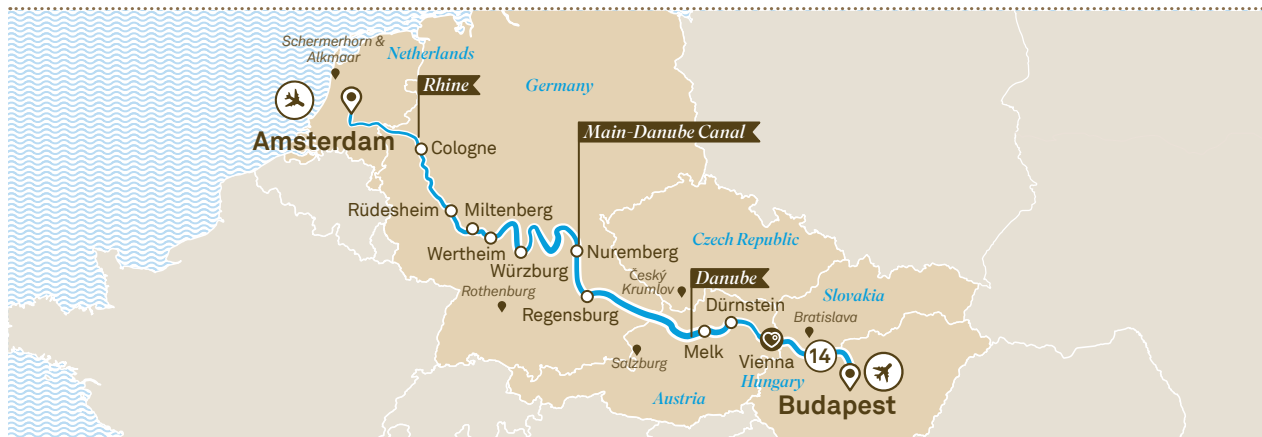 Schermerhorn &
Alkmaar
Netherlands
Rhine
Germany
Amsterdam
Main-Danube Canal
Cologne
Rüdesheim
Miltenberg
Wertheim
Würzburg
Nuremberg
Czech Republic
Rothenburg
Český
Krumlov
Danube
Slovakia
Regensburg
Dürnstein
Bratislava
Salzburg
Melk
Vienna
14
Hungary
Austria
Budapest